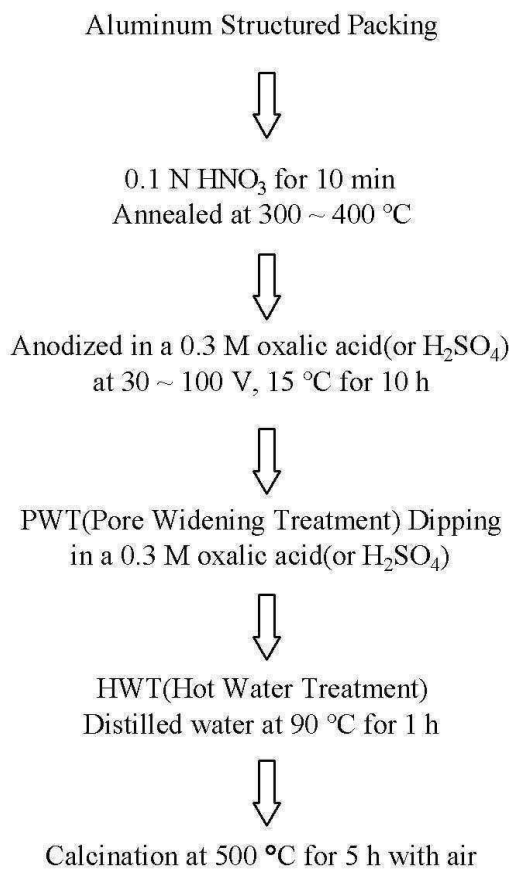 Aluminum Structured Packing
0.1 N HNO₃ for 10 min
Annealed at 300 ~ 400 °C
Anodized in a 0.3 M oxalic acid(or H₂SO₄)
at 30 ~ 100 V, 15 °C for 10 h
PWT(Pore Widening Treatment) Dipping
in a 0.3 M oxalic acid(or H₂SO₄)
HWT(Hot Water Treatment)
Distilled water at 90 °C for 1 h
Calcination at 500 °C for 5 h with air